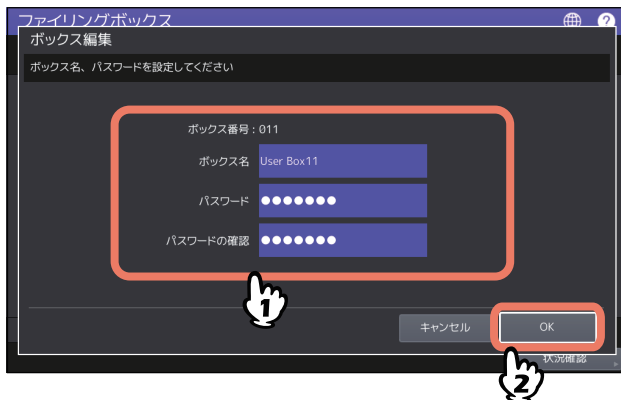 ファイリングボックス
?
ボックス編集
ボックス名、パスワードを設定してください
ボックス番号 : 011
ボックス名 User Box11
パスワード ●●●●●●●
パスワードの確認 ●●●●●●●
1
キャンセル OK
状況確認
2